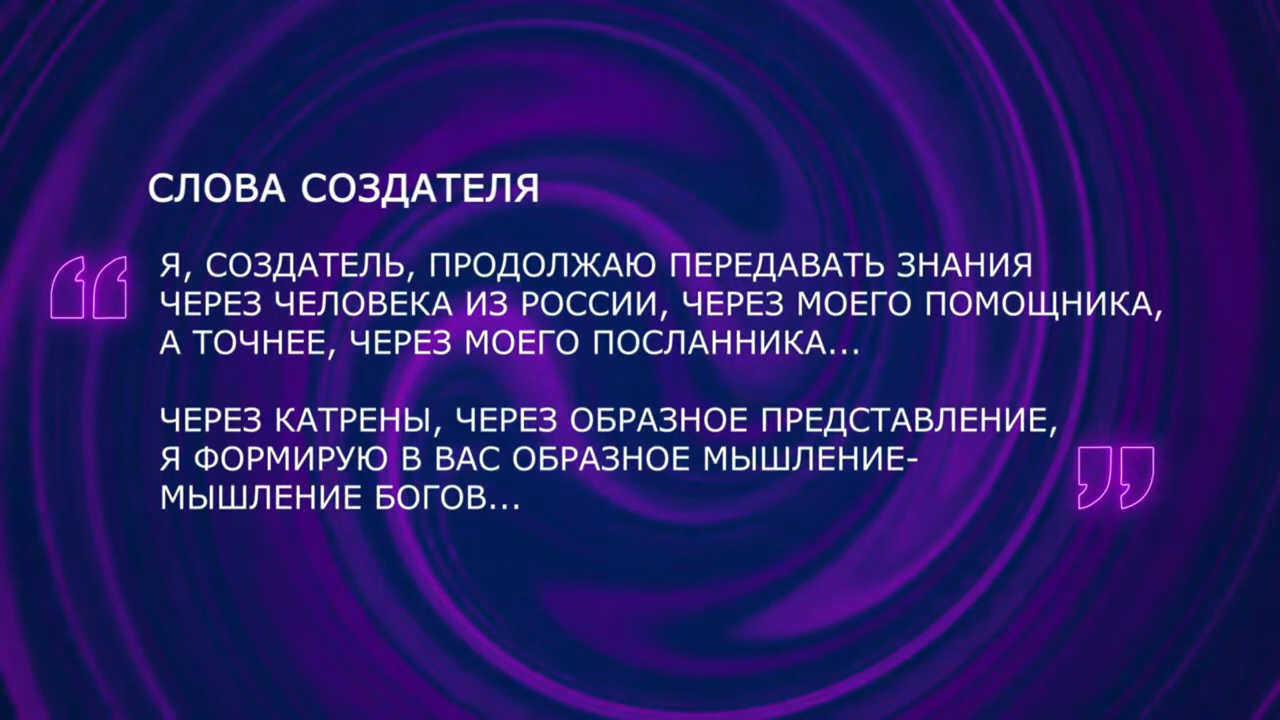 СЛОВА СОЗДАТЕЛЯ
“ Я, СОЗДАТЕЛЬ, ПРОДОЛЖАЮ ПЕРЕДАВАТЬ ЗНАНИЯ
ЧЕРЕЗ ЧЕЛОВЕКА ИЗ РОССИИ, ЧЕРЕЗ МОЕГО ПОМОЩНИКА,
А ТОЧНЕЕ, ЧЕРЕЗ МОЕГО ПОСЛАННИКА...
ЧЕРЕЗ КАТРЕНЫ, ЧЕРЕЗ ОБРАЗНОЕ ПРЕДСТАВЛЕНИЕ,
Я ФОРМИРУЮ В ВАС ОБРАЗНОЕ МЫШЛЕНИЕ-
МЫШЛЕНИЕ БОГОВ... ”